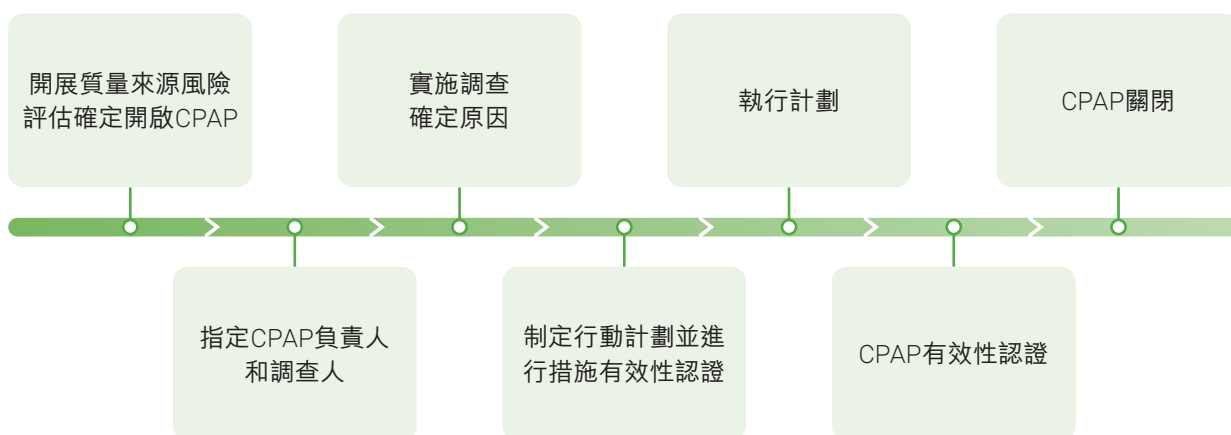 開展質量來源風險
評估確定開啟CPAP
指定CPAP負責人
和調查人
實施調查
確定原因
制定行動計劃並進
行措施有效性認證
執行計劃
CPAP有效性認證
CPAP關閉